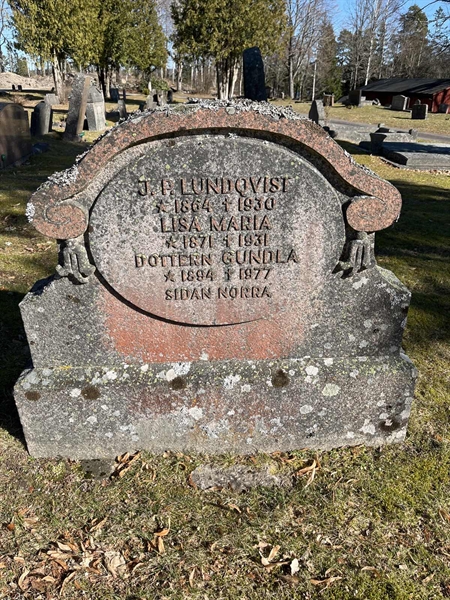 J. P. LUNDQVIST
* 1864 † 1930
LISA MARIA
* 1871 † 1931
DOTTERN GUNDLA
* 1894 † 1977
SIDAN NORRA